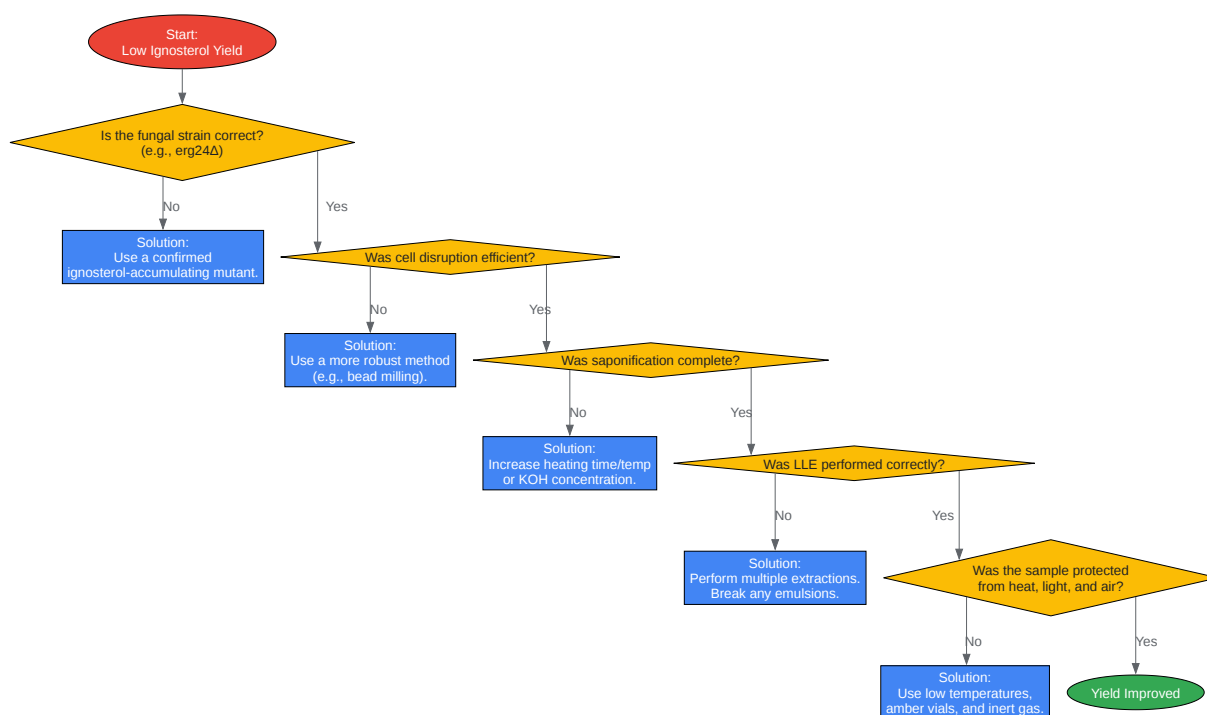 Start:
Low Ignosterol Yield
Is the fungal strain correct?
(e.g., erg24Δ)
No
Yes
Solution:
Use a confirmed
ignosterol-accumulating mutant.
Was cell disruption efficient?
No
Yes
Solution:
Use a more robust method
(e.g., bead milling).
Was saponification complete?
No
Yes
Solution:
Increase heating time/temp
or KOH concentration.
Was LLE performed correctly?
No
Yes
Solution:
Perform multiple extractions.
Break any emulsions.
Was the sample protected
from heat, light, and air?
No
Yes
Solution:
Use low temperatures,
amber vials, and inert gas.
Yield Improved